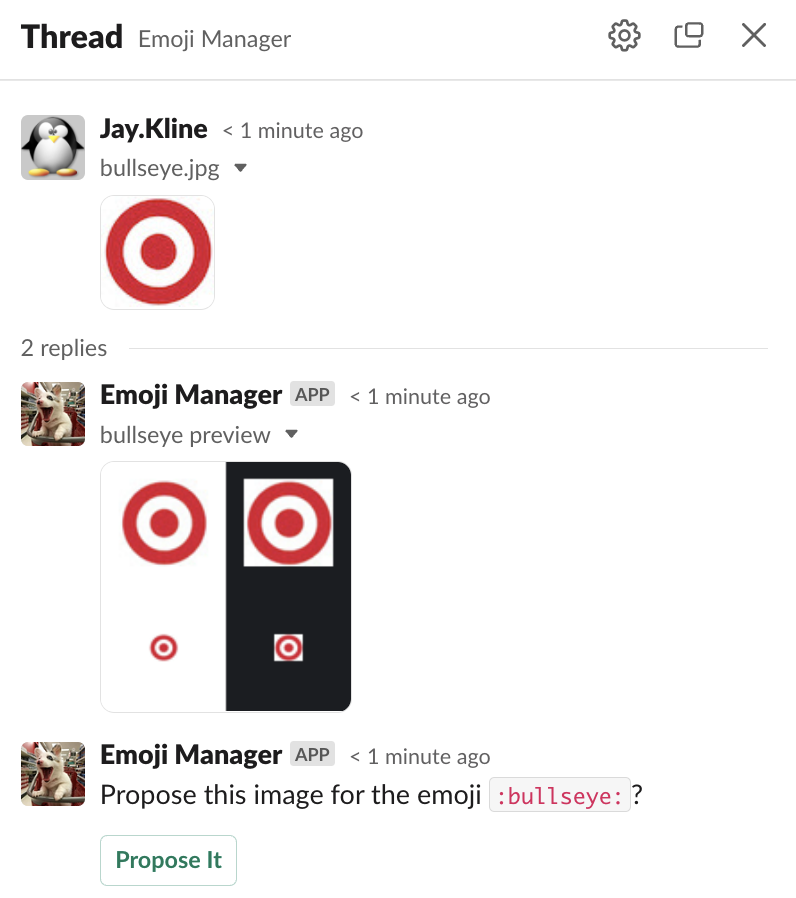 Thread Emoji Manager
Jay.Kline < 1 minute ago
bullseye.jpg
2 replies
Emoji Manager APP < 1 minute ago
bullseye preview
Emoji Manager APP < 1 minute ago
Propose this image for the emoji :bullseye: ?
Propose It